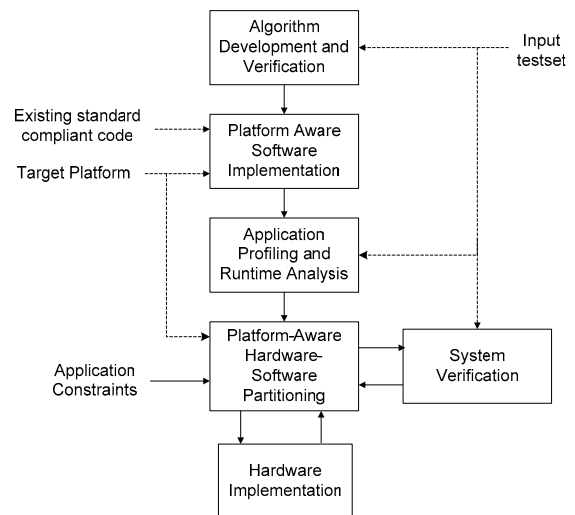 Algorithm
Development and
Verification
Input
testset
Existing standard
compliant code
Platform Aware
Software
Implementation
Target Platform
Application
Profiling and
Runtime Analysis
Platform-Aware
Hardware-
Software
Partitioning
System
Verification
Application
Constraints
Hardware
Implementation